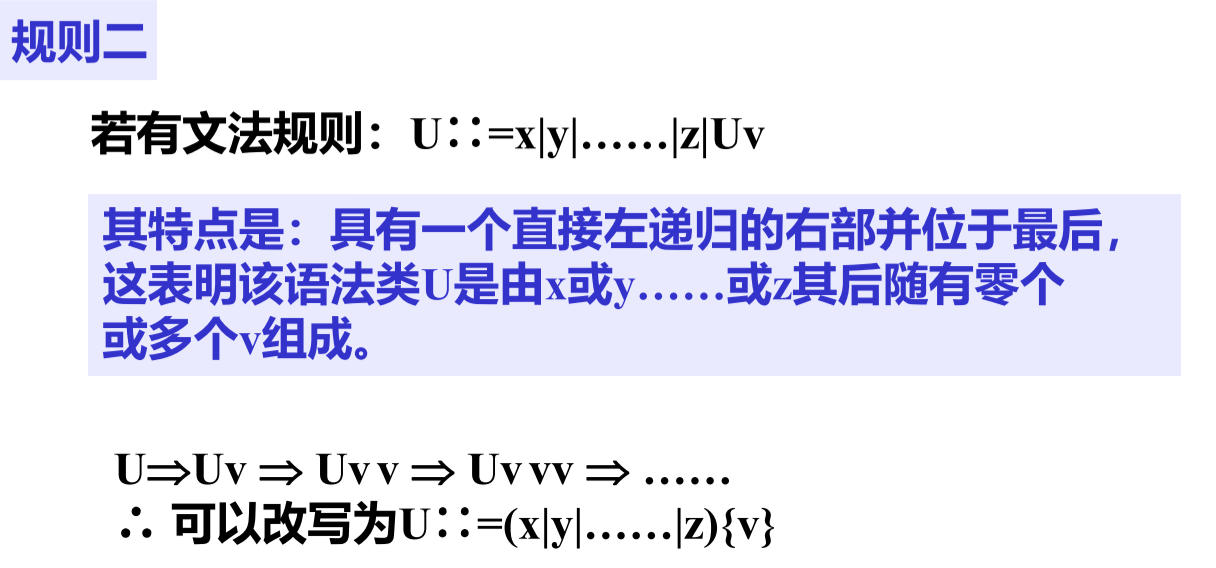 规则二
若有文法规则：U∷=x|y|……|z|Uv
其特点是：具有一个直接左递归的右部并位于最后，
这表明该语法类U是由x或y……或z其后随有零个
或多个v组成。
U⇒Uv ⇒ Uv v ⇒ Uv vv ⇒ ……
∴ 可以改写为U∷=(x|y|……|z){v}